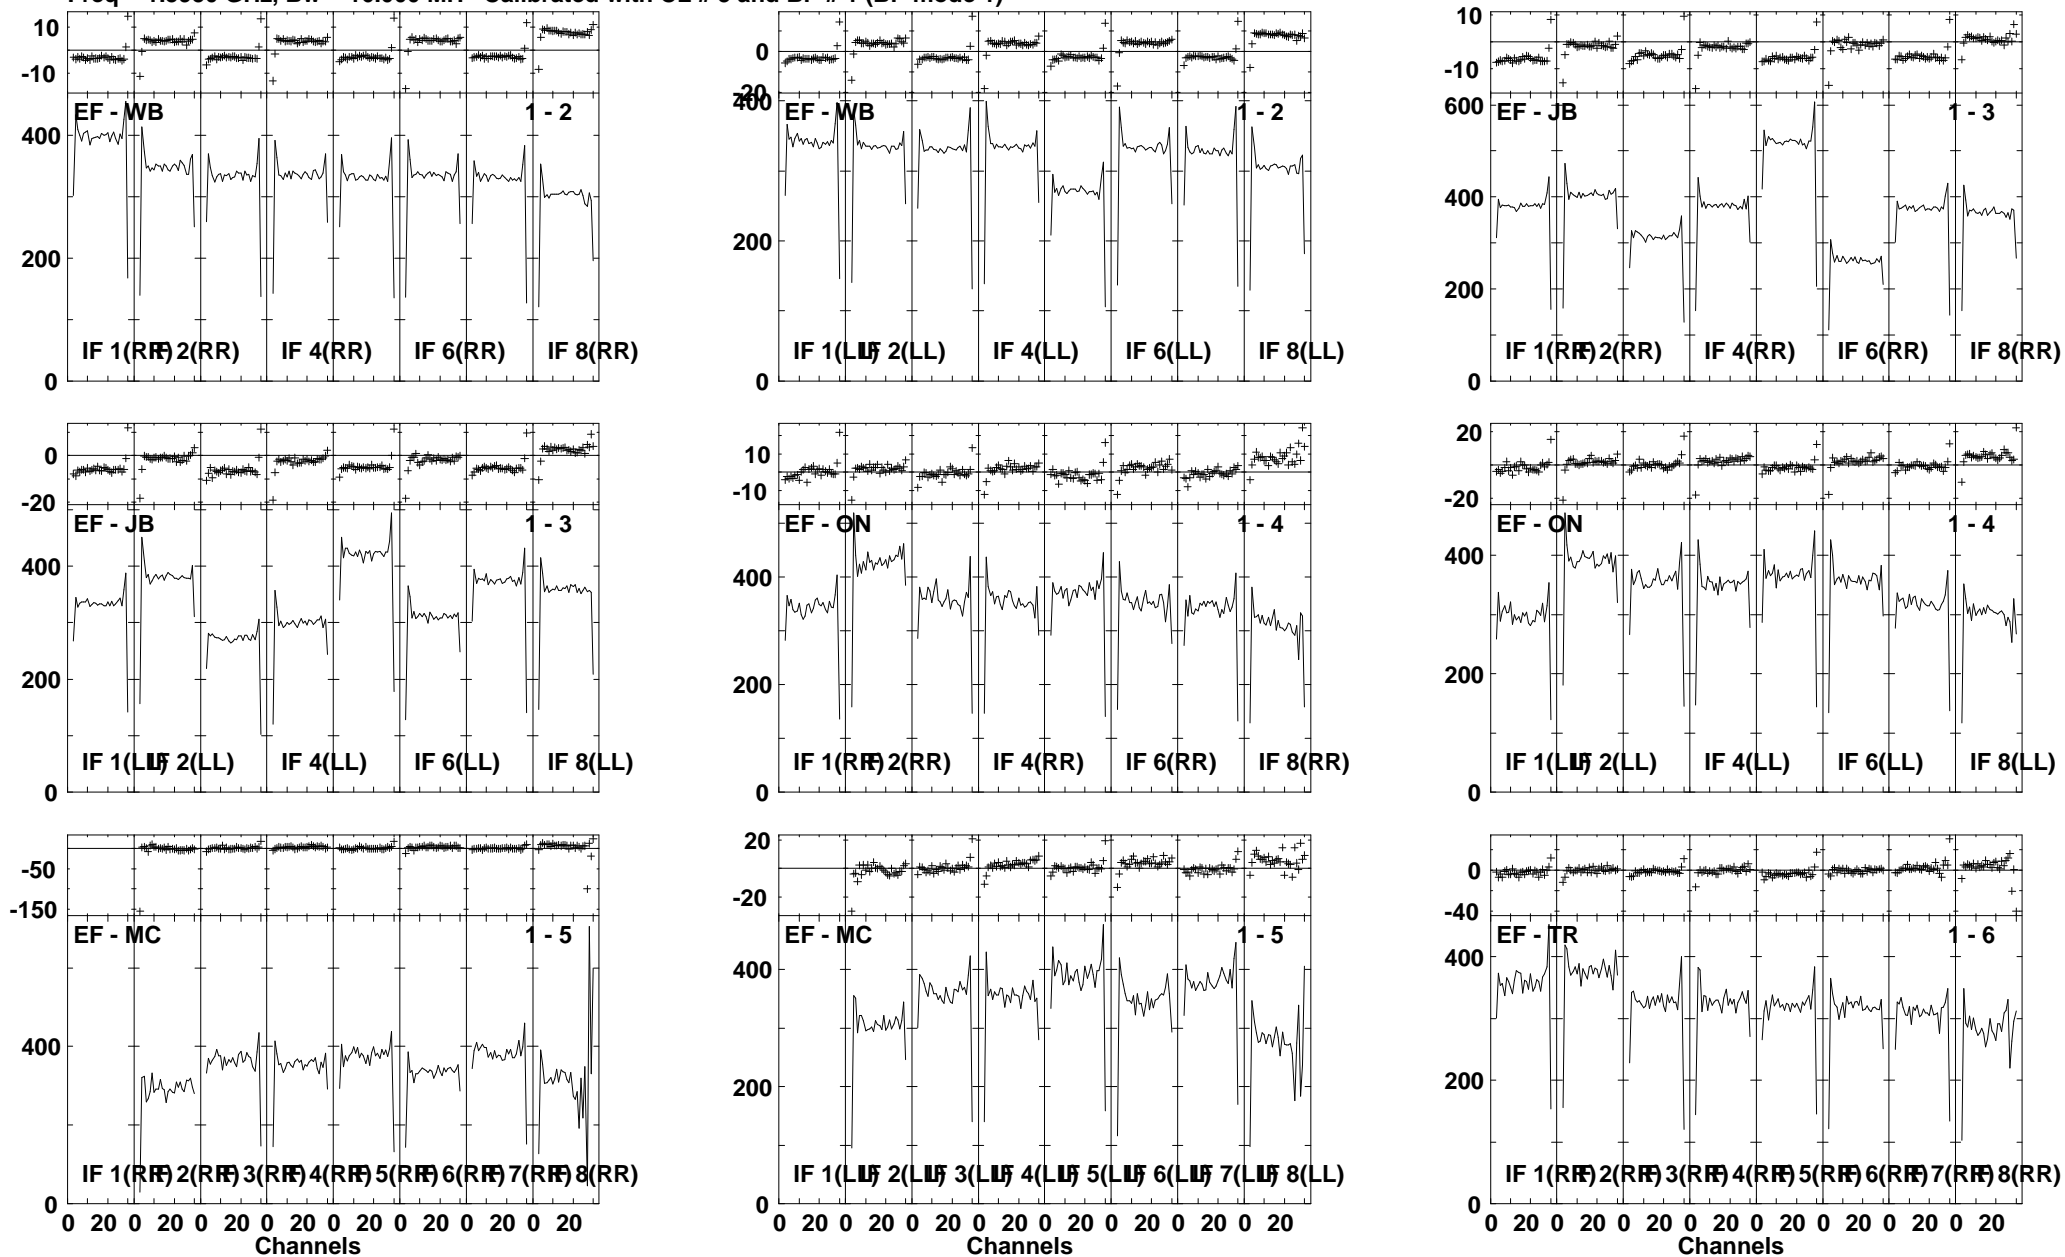 Calibrated with and
10
-10
EF - WB
1 - 2
400
200
0
IF 1(RR)
IF 2(RR)
IF 4(RR)
IF 6(RR)
IF 8(RR)
0
-20
EF - WB
1 - 2
400
200
0
IF 1(LL)
IF 2(LL)
IF 4(LL)
IF 6(LL)
IF 8(LL)
10
-10
EF - JB
1 - 3
600
400
200
0
IF 1(RR)
IF 2(RR)
IF 4(RR)
IF 6(RR)
IF 8(RR)
0
-20
EF - JB
1 - 3
400
200
0
IF 1(LL)
IF 2(LL)
IF 4(LL)
IF 6(LL)
IF 8(LL)
10
-10
EF - ON
1 - 4
400
200
0
IF 1(RR)
IF 2(RR)
IF 4(RR)
IF 6(RR)
IF 8(RR)
20
-20
EF - ON
1 - 4
400
200
0
IF 1(LL)
IF 2(LL)
IF 4(LL)
IF 6(LL)
IF 8(LL)
-50
-150
EF - MC
1 - 5
400
0
IF 1(RR)
IF 2(RR)
IF 3(RR)
IF 4(RR)
IF 5(RR)
IF 6(RR)
IF 7(RR)
IF 8(RR)
0 20 0 20 0 20 0 20 0 20 0 20 0 20 0 20
Channels
20
-20
EF - MC
1 - 5
400
200
0
IF 1(LL)
IF 2(LL)
IF 3(LL)
IF 4(LL)
IF 5(LL)
IF 6(LL)
IF 7(LL)
IF 8(LL)
0 20 0 20 0 20 0 20 0 20 0 20 0 20 0 20
Channels
0
-40
EF - TR
1 - 6
400
200
0
IF 1(RR)
IF 2(RR)
IF 3(RR)
IF 4(RR)
IF 5(RR)
IF 6(RR)
IF 7(RR)
IF 8(RR)
0 20 0 20 0 20 0 20 0 20 0 20 0 20 0 20
Channels